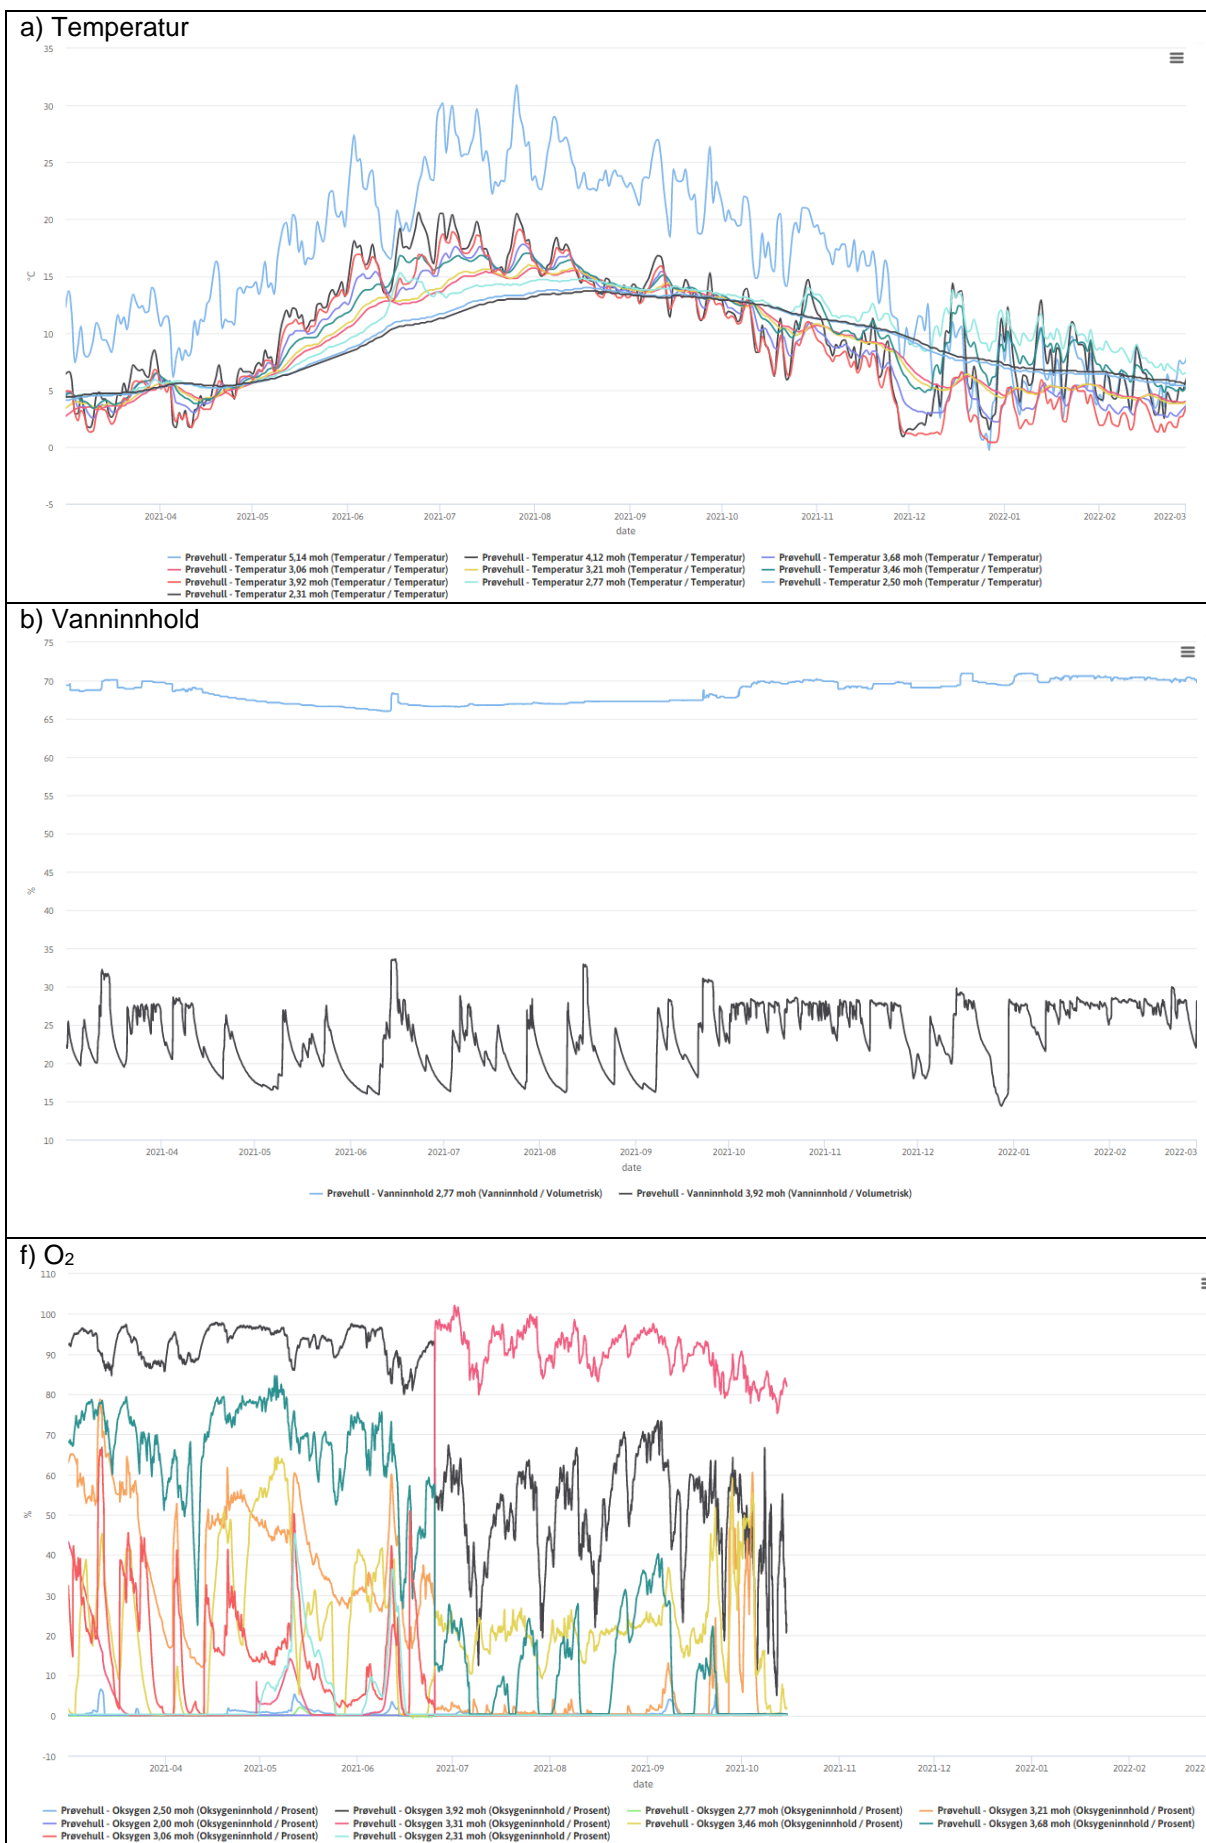 a) Temperatur
35
30
25
20
15
10
5
0
-5
°C
2021-04 2021-05 2021-06 2021-07 2021-08 2021-09 2021-10 2021-11 2021-12 2022-01 2022-02 2022-03
date
Prøvehull - Temperatur 5,14 moh (Temperatur / Temperatur) Prøvehull - Temperatur 4,12 moh (Temperatur / Temperatur) Prøvehull - Temperatur 3,68 moh (Temperatur / Temperatur)
Prøvehull - Temperatur 3,06 moh (Temperatur / Temperatur) Prøvehull - Temperatur 3,21 moh (Temperatur / Temperatur) Prøvehull - Temperatur 3,46 moh (Temperatur / Temperatur)
Prøvehull - Temperatur 3,92 moh (Temperatur / Temperatur) Prøvehull - Temperatur 2,77 moh (Temperatur / Temperatur) Prøvehull - Temperatur 2,50 moh (Temperatur / Temperatur)
Prøvehull - Temperatur 2,31 moh (Temperatur / Temperatur)
b) Vanninnhold
75
70
65
60
55
50
45
40
35
30
25
20
15
10
%
2021-04 2021-05 2021-06 2021-07 2021-08 2021-09 2021-10 2021-11 2021-12 2022-01 2022-02 2022-03
date
Prøvehull - Vanninnhold 2,77 moh (Vanninnhold / Volumetrisk) Prøvehull - Vanninnhold 3,92 moh (Vanninnhold / Volumetrisk)
f) O2
110
100
90
80
70
60
50
40
30
20
10
0
-10
%
2021-04 2021-05 2021-06 2021-07 2021-08 2021-09 2021-10 2021-11 2021-12 2022-01 2022-02 2022-
date
Prøvehull - Oksygen 2,50 moh (Oksygeninnhold / Prosent) Prøvehull - Oksygen 3,92 moh (Oksygeninnhold / Prosent) Prøvehull - Oksygen 2,77 moh (Oksygeninnhold / Prosent) Prøvehull - Oksygen 3,21 moh (Oksygeninnhold / Prosent)
Prøvehull - Oksygen 2,00 moh (Oksygeninnhold / Prosent) Prøvehull - Oksygen 3,31 moh (Oksygeninnhold / Prosent) Prøvehull - Oksygen 3,46 moh (Oksygeninnhold / Prosent) Prøvehull - Oksygen 3,68 moh (Oksygeninnhold / Prosent)
Prøvehull - Oksygen 3,06 moh (Oksygeninnhold / Prosent) Prøvehull - Oksygen 2,31 moh (Oksygeninnhold / Prosent)